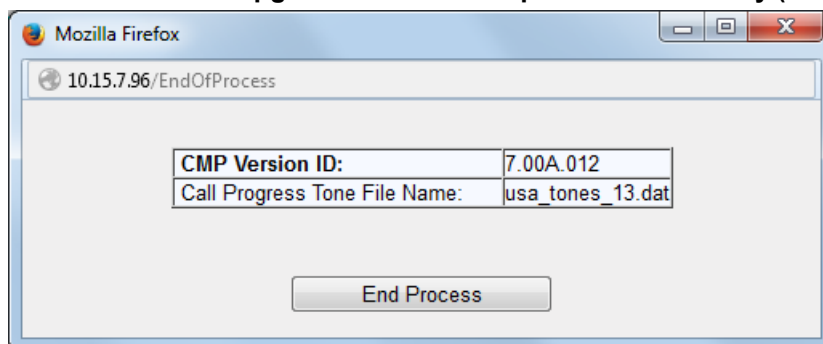 Mozilla Firefox
10.15.7.96/EndOfProcess
CMP Version ID: 7.00A.012
Call Progress Tone File Name: usa_tones_13.dat
End Process